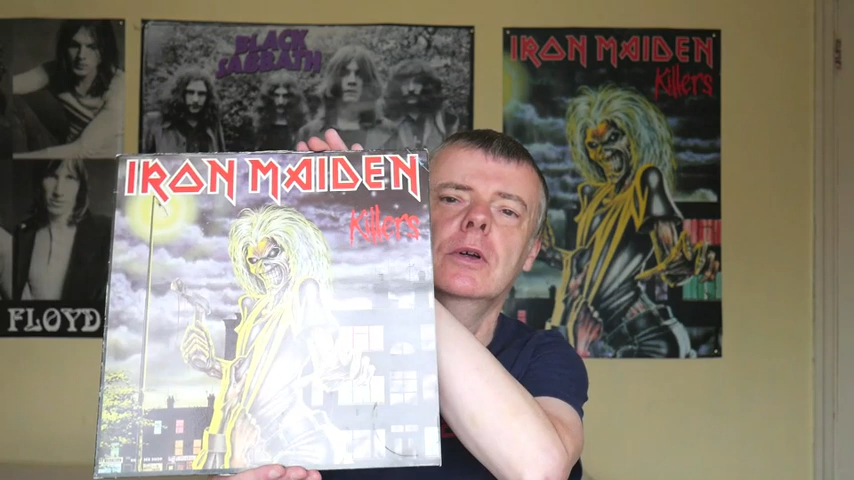 BLACK
SABBATH
IRON MAIDEN
Killers
IRON MAIDEN
Killers
FLOYD